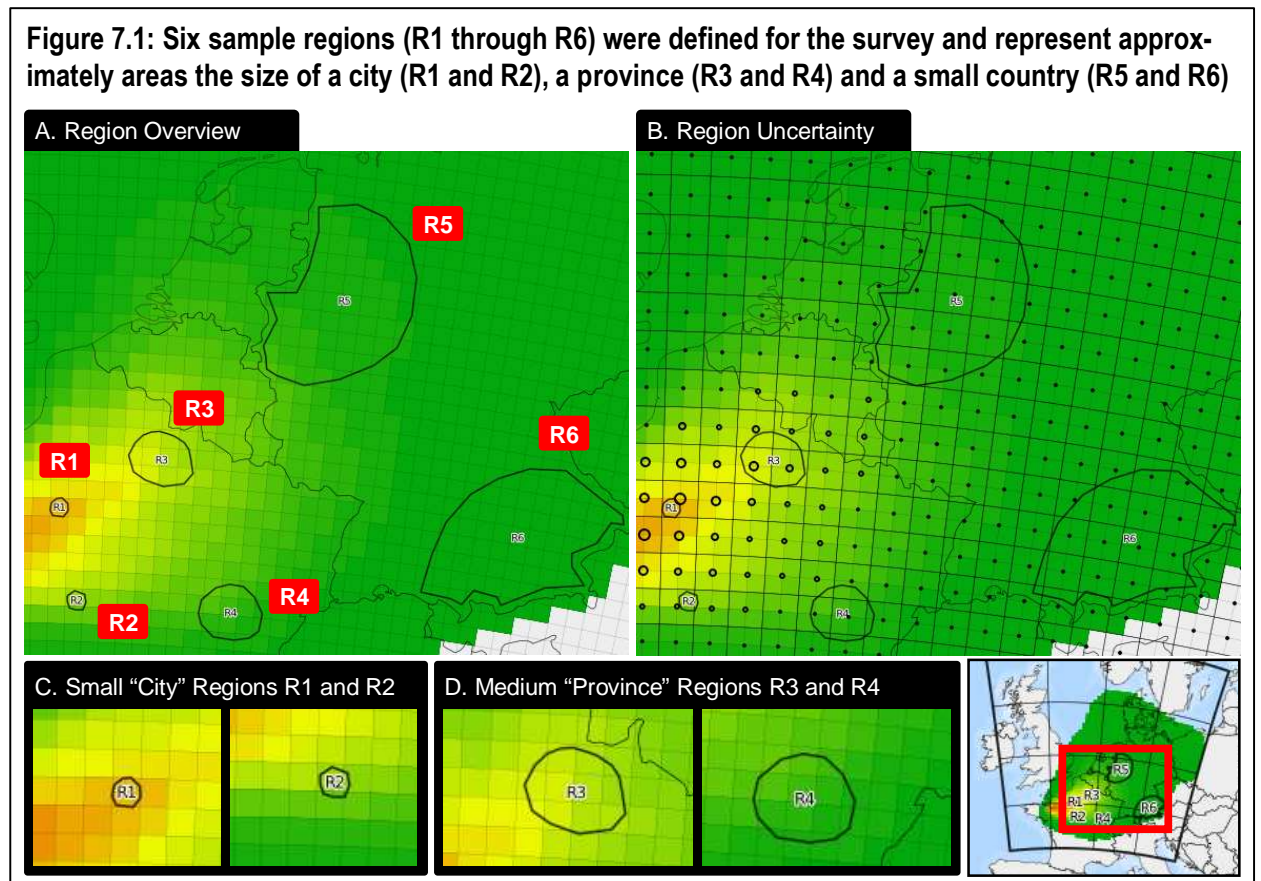 Figure 7.1: Six sample regions (R1 through R6) were defined for the survey and represent approx-
imately areas the size of a city (R1 and R2), a province (R3 and R4) and a small country (R5 and R6)
A. Region Overview
R5
R5
R3
R6
R1
R3
R1
R6
R2
R4
R4
R2
B. Region Uncertainty
R5
R3
R1
R6
R2
R4
C. Small “City” Regions R1 and R2
R1
R2
D. Medium “Province” Regions R3 and R4
R3
R4
R5
R3
R1
R6
R2
R4